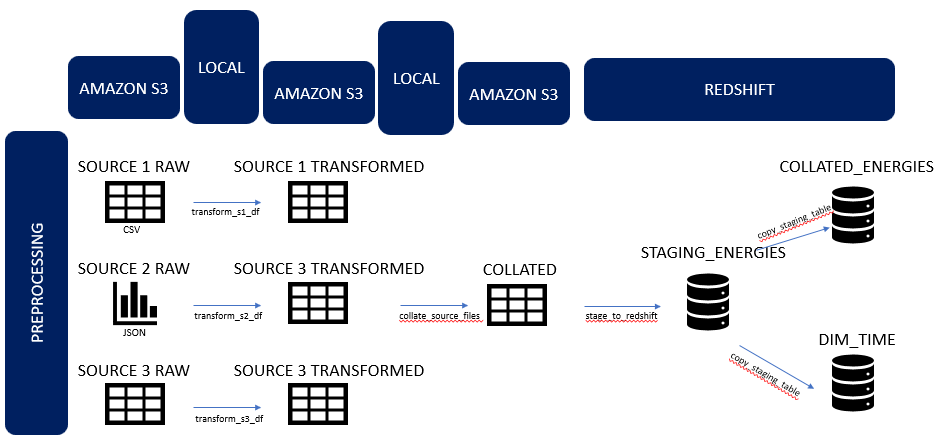 AMAZON S3
LOCAL
AMAZON S3
LOCAL
AMAZON S3
REDSHIFT
PREPROCESSING
SOURCE 1 RAW
CSV
transform_s1_df
SOURCE 1 TRANSFORMED
SOURCE 2 RAW
JSON
transform_s2_df
SOURCE 3 TRANSFORMED
SOURCE 3 RAW
transform_s3_df
SOURCE 3 TRANSFORMED
collate_source_files
COLLATED
stage_to_redshift
STAGING_ENERGIES
copy_staging_table
COLLATED_ENERGIES
copy_staging_table
DIM_TIME